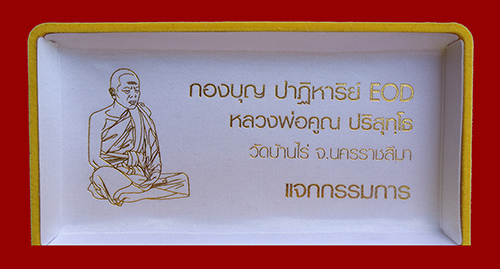 กองบุญ ปาฏิหาริย์ EOD
หลวงพ่อคูณ ปริสุทฺโธ
วัดบ้านไร่ จ.นครราชสีมา
แจกกรรมการ